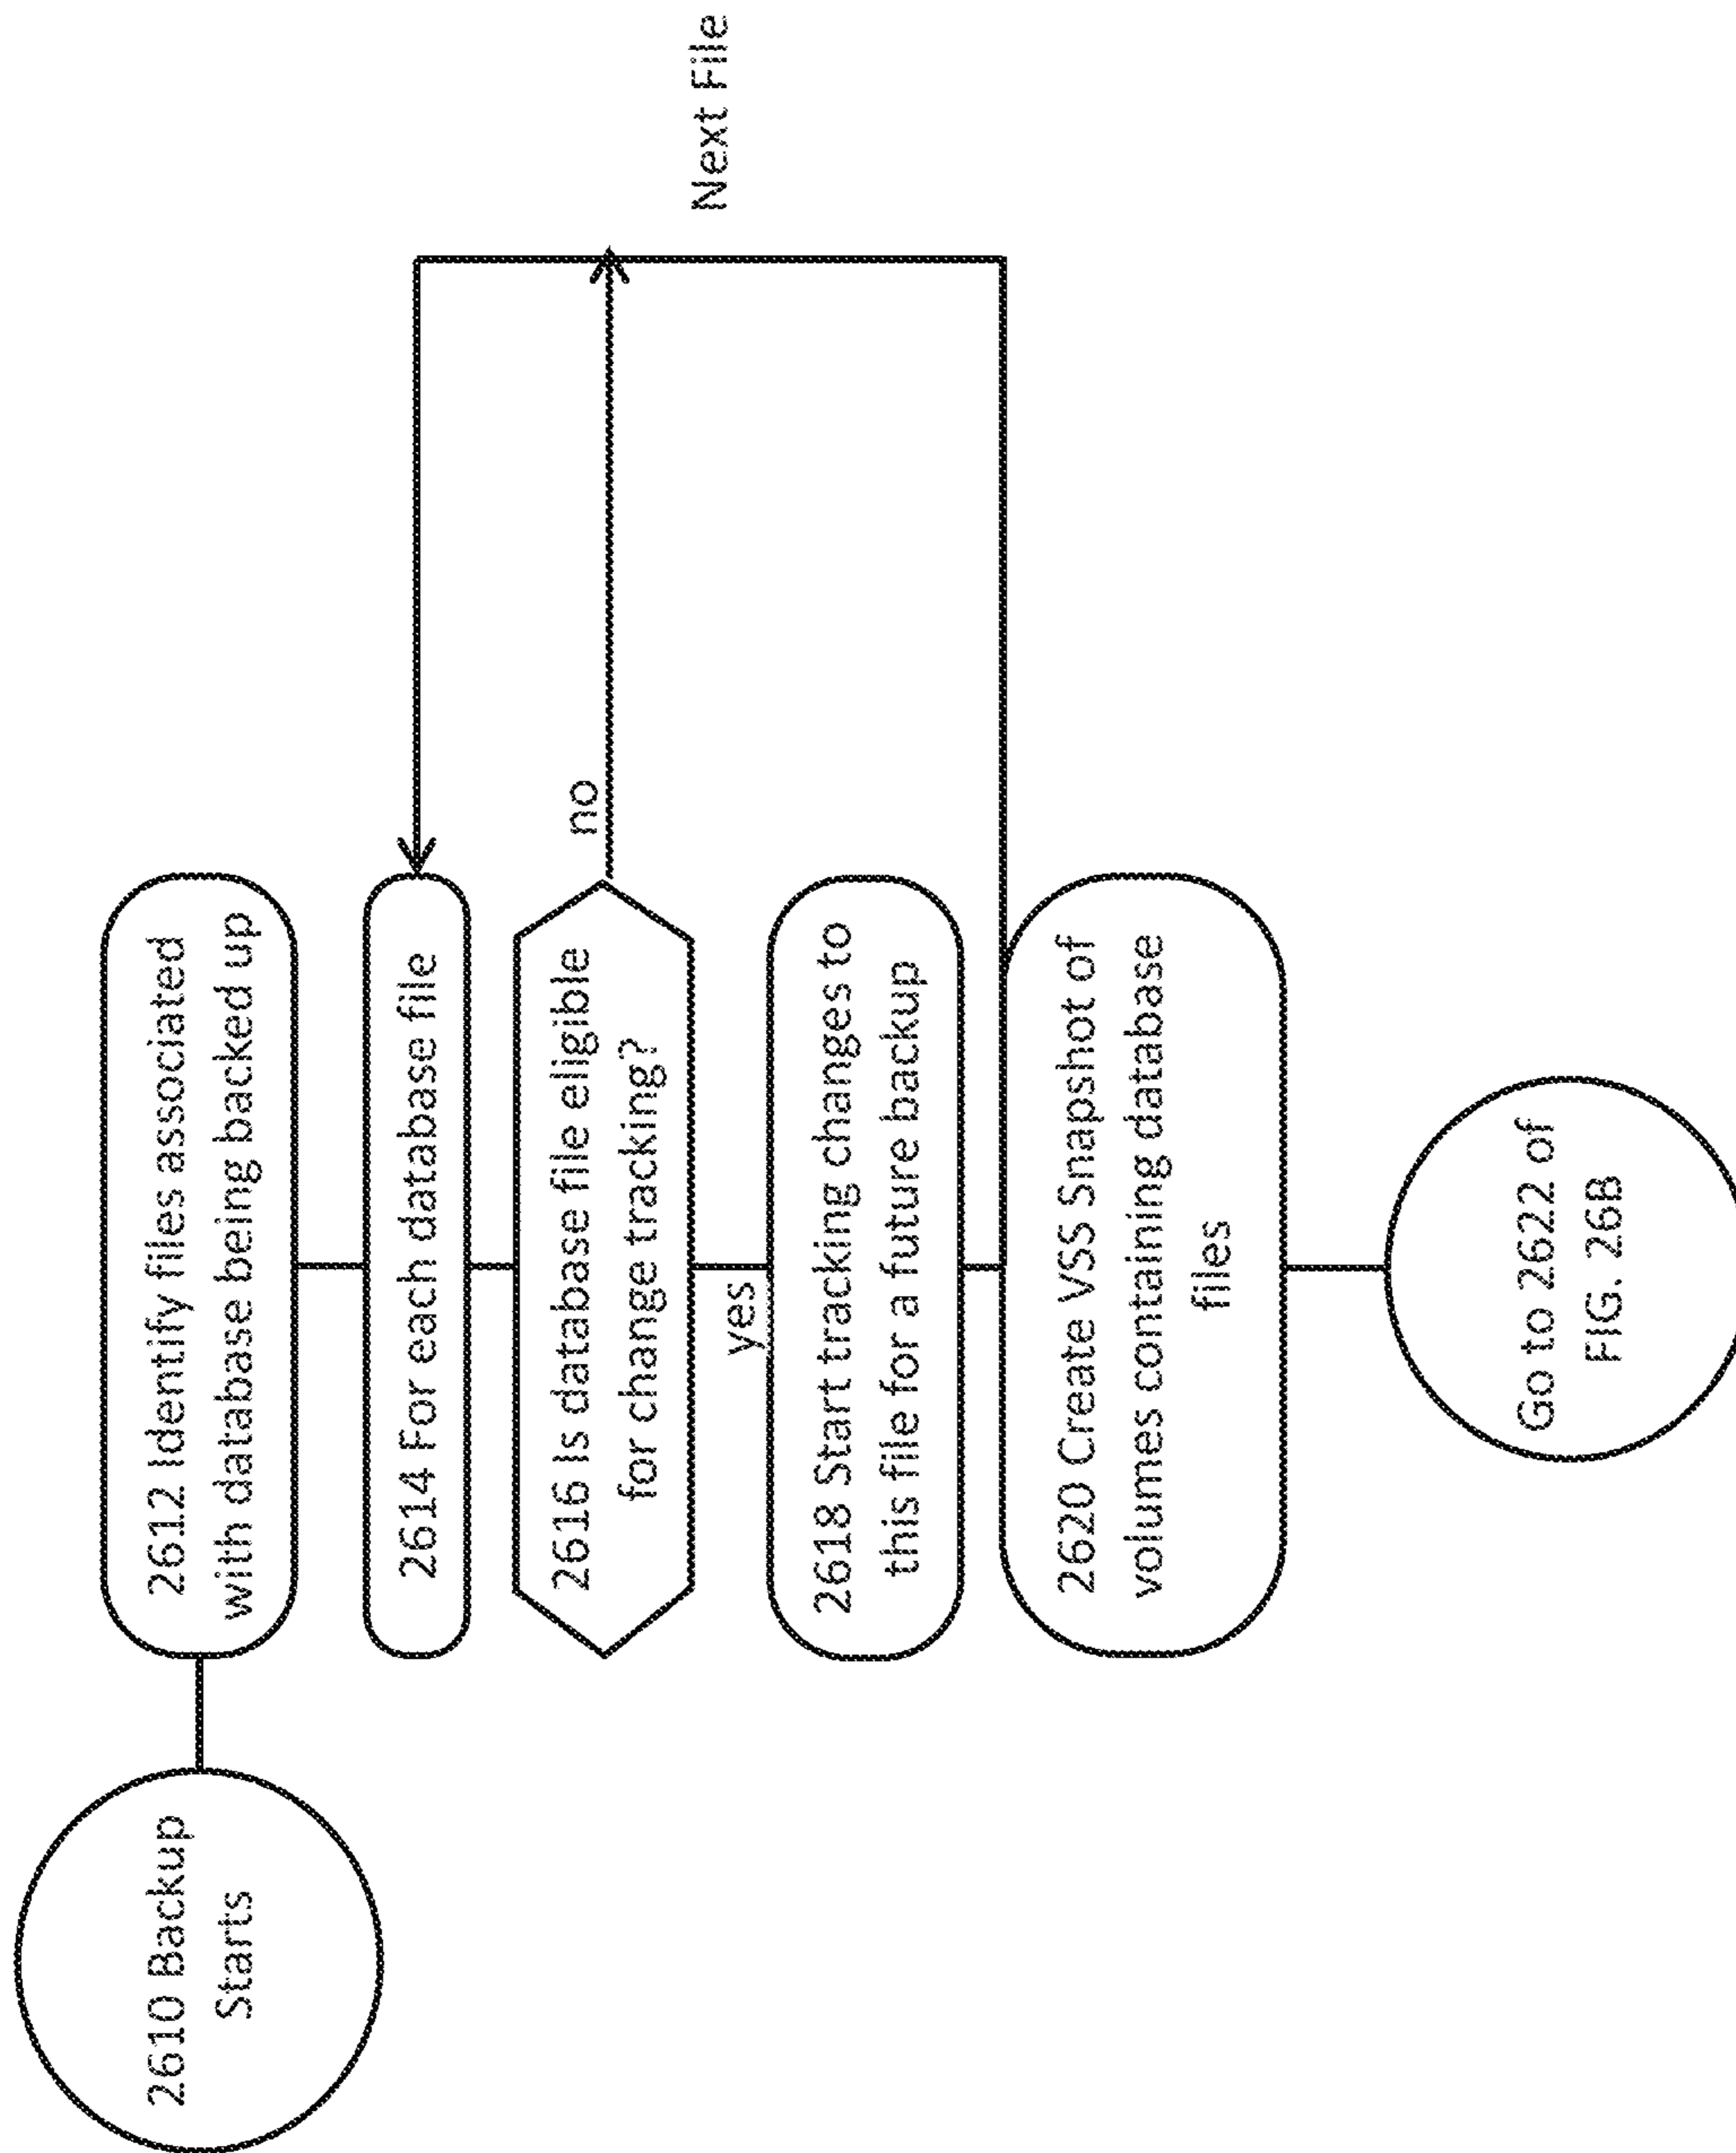 2610 Backup
Starts
2612 Identify files associated
with database being backed up
2614 For each database file
2616 Is database file eligible
for change tracking?
no
Next File
yes
2618 Start tracking changes to
this file for a future backup
2620 Create VSS Snapshot of
volumes containing database
files
Go to 2622 of
FIG. 26B